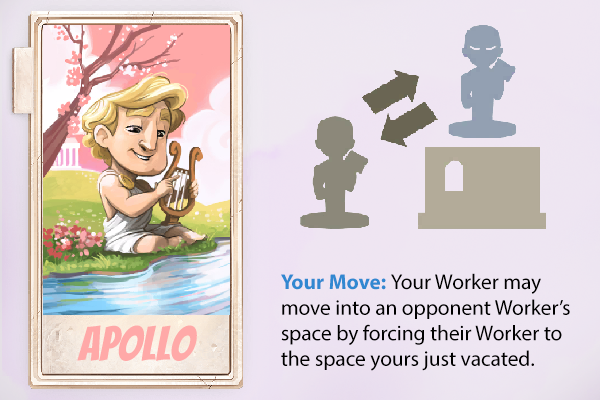 APOLLO
Your Move: Your Worker may
move into an opponent Worker's
space by forcing their Worker to
the space yours just vacated.